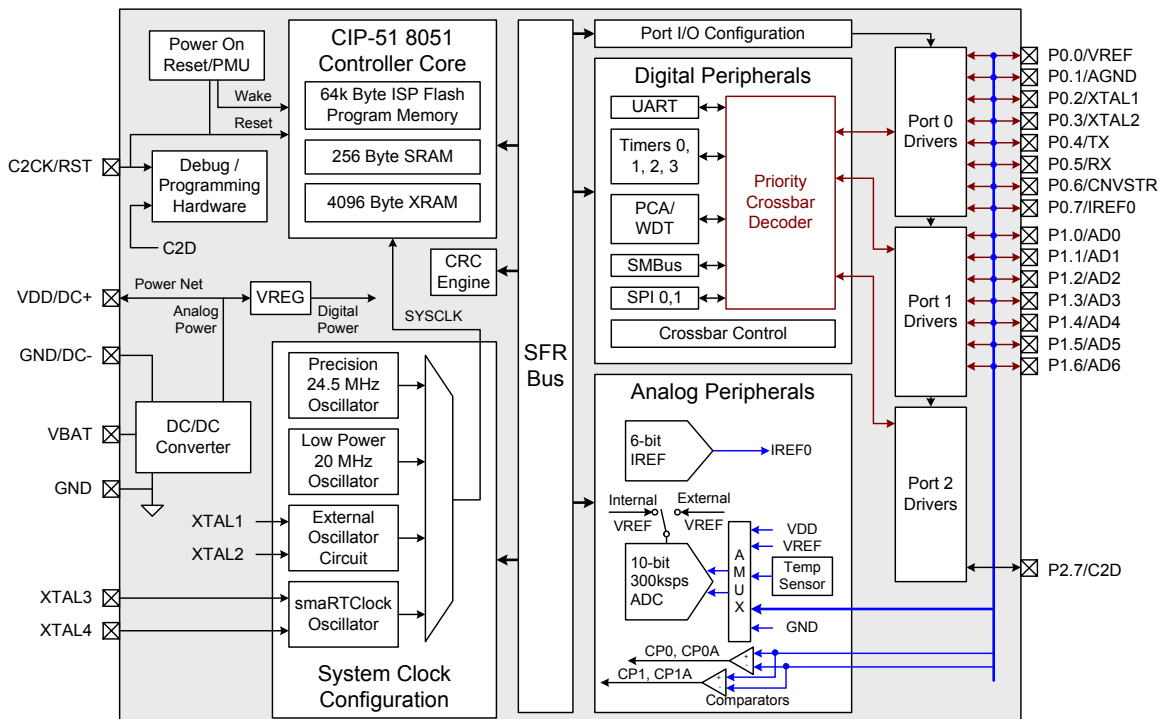 Power On
Reset/PMU
Wake
Reset
C2CK/RST
Debug /
Programming
Hardware
C2D
VDD/DC+
Power Net
Analog
Power
VREG
Digital
Power
GND/DC-
VBAT
DC/DC
Converter
GND
XTAL1
XTAL2
XTAL3
XTAL4
CIP-51 8051
Controller Core
64k Byte ISP Flash
Program Memory
256 Byte SRAM
4096 Byte XRAM
CRC
Engine
SYSCLK
Precision
24.5 MHz
Oscillator
Low Power
20 MHz
Oscillator
External
Oscillator
Circuit
smaRTClock
Oscillator
System Clock
Configuration
SFR
Bus
Port I/O Configuration
Digital Peripherals
UART
Timers 0,
1, 2, 3
PCA/
WDT
SMBus
SPI 0,1
Priority
Crossbar
Decoder
Crossbar Control
Analog Peripherals
6-bit
IREF
IREF0
Internal
VREF
External
VREF
10-bit
300ksps
ADC
A
M
U
X
VDD
VREF
Temp
Sensor
GND
CP0, CP0A
+
-
CP1, CP1A
+
-
Comparators
Port 0
Drivers
Port 1
Drivers
Port 2
Drivers
P0.0/VREF
P0.1/AGND
P0.2/XTAL1
P0.3/XTAL2
P0.4/TX
P0.5/RX
P0.6/CNVSTR
P0.7/IREF0
P1.0/AD0
P1.1/AD1
P1.2/AD2
P1.3/AD3
P1.4/AD4
P1.5/AD5
P1.6/AD6
P2.7/C2D